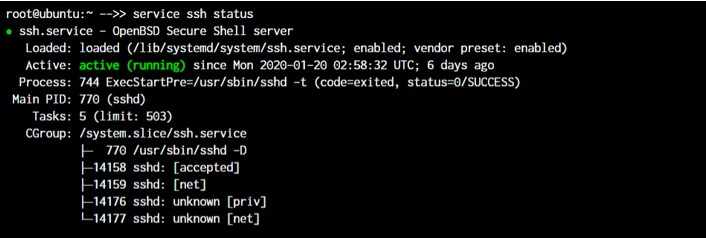 root@ubuntu:~ -->> service ssh status
● ssh.service - OpenBSD Secure Shell server
Loaded: loaded (/lib/systemd/system/ssh.service; enabled; vendor preset: enabled)
Active: active (running) since Mon 2020-01-20 02:58:32 UTC; 6 days ago
Process: 744 ExecStartPre=/usr/sbin/sshd -t (code=exited, status=0/SUCCESS)
Main PID: 770 (sshd)
Tasks: 5 (limit: 503)
CGroup: /system.slice/ssh.service
├─  770 /usr/sbin/sshd -D
├─14158 sshd: [accepted]
├─14159 sshd: [net]
├─14176 sshd: unknown [priv]
└─14177 sshd: unknown [net]